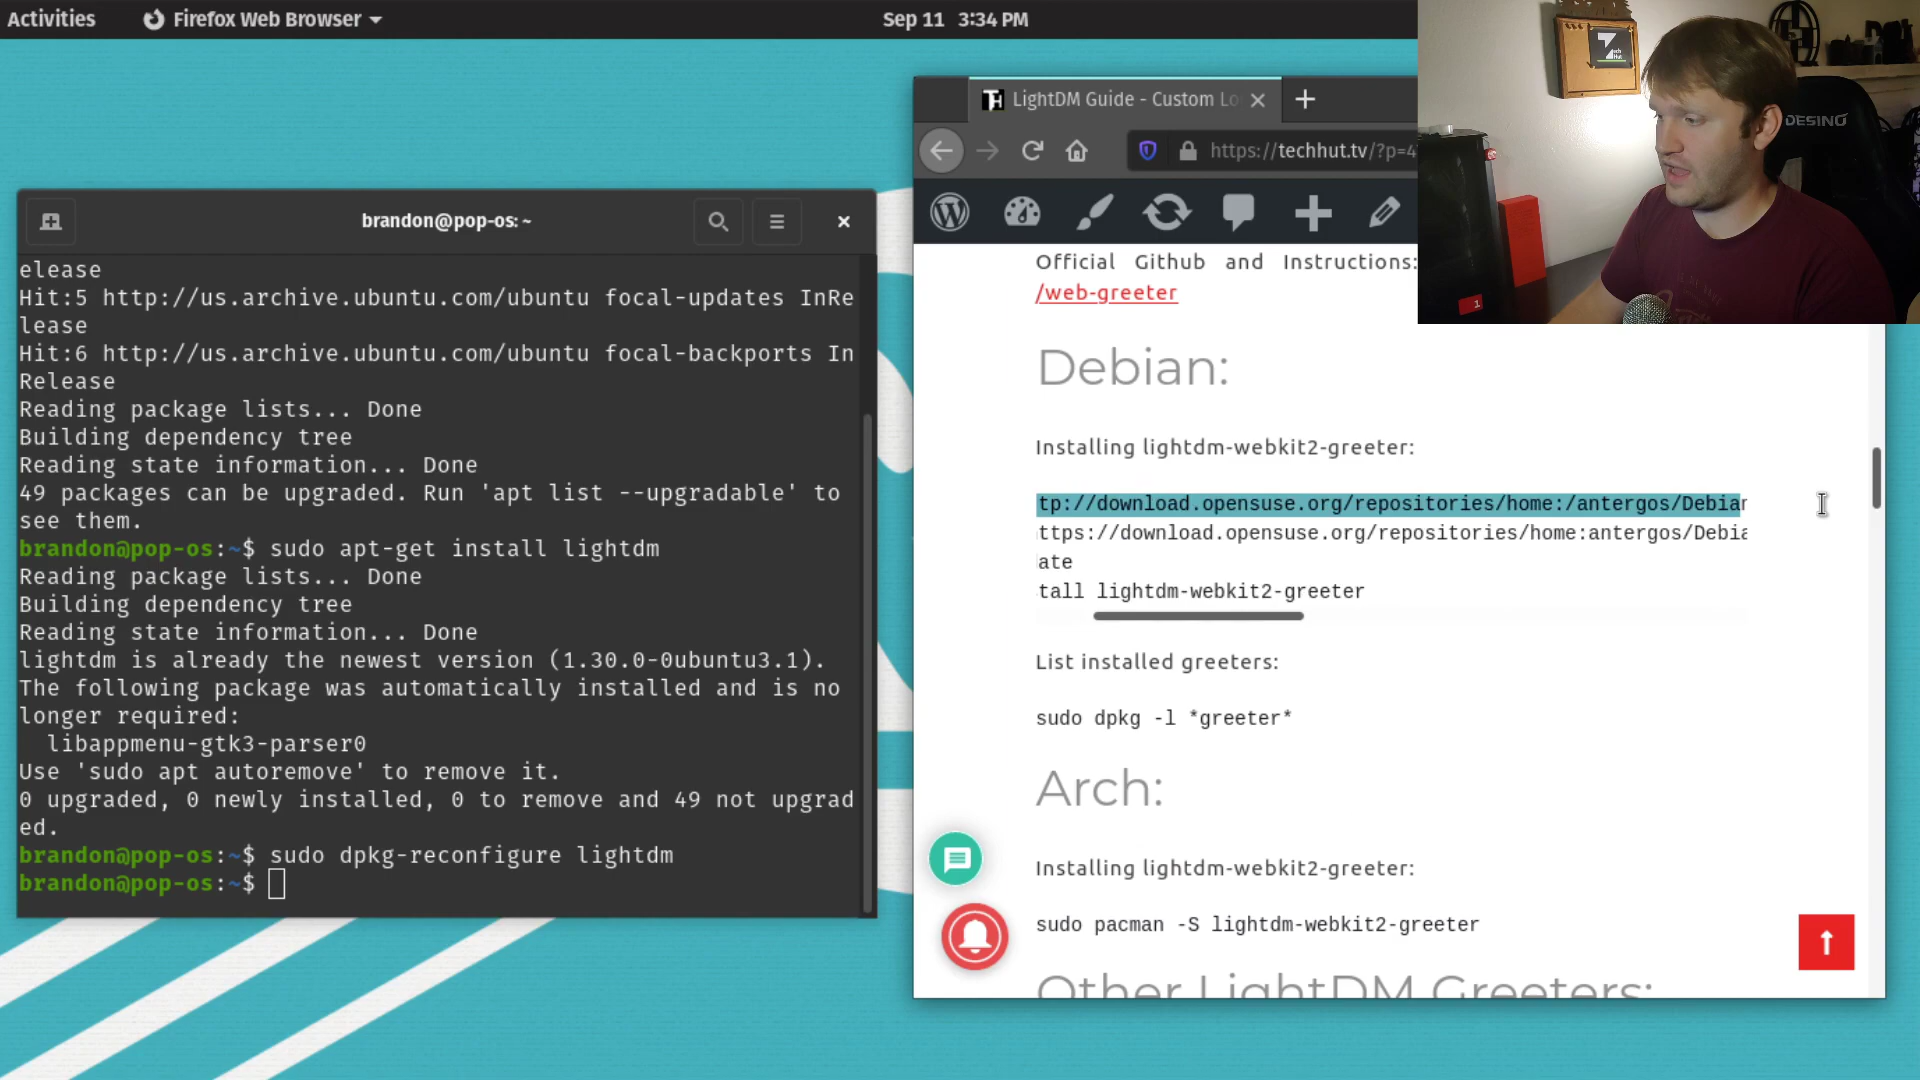 Activities
Firefox Web Browser
Sep 11 3:34 PM
brandon@pop-os: ~
elease
Hit:5 http://us.archive.ubuntu.com/ubuntu focal-updates InRe
lease
Hit:6 http://us.archive.ubuntu.com/ubuntu focal-backports In
Release
Reading package lists... Done
Building dependency tree
Reading state information... Done
49 packages can be upgraded. Run 'apt list --upgradable' to
see them.
brandon@pop-os:~$ sudo apt-get install lightdm
Reading package lists... Done
Building dependency tree
Reading state information... Done
lightdm is already the newest version (1.30.0-0ubuntu3.1).
The following package was automatically installed and is no
longer required:
libappmenu-gtk3-parser0
Use 'sudo apt autoremove' to remove it.
0 upgraded, 0 newly installed, 0 to remove and 49 not upgrad
ed.
brandon@pop-os:~$ sudo dpkg-reconfigure lightdm
brandon@pop-os:~$
TH LightDM Guide - Custom Lo
https://techhut.tv/?p=4
Official Github and Instructions:
/web-greeter
Debian:
Installing lightdm-webkit2-greeter:
tp://download.opensuse.org/repositories/home:/antergos/Debian
ttps://download.opensuse.org/repositories/home:antergos/Debia
ate
tall lightdm-webkit2-greeter
List installed greeters:
sudo dpkg -l *greeter*
Arch:
Installing lightdm-webkit2-greeter:
sudo pacman -S lightdm-webkit2-greeter
Other LightDM Greeters:
DESINO